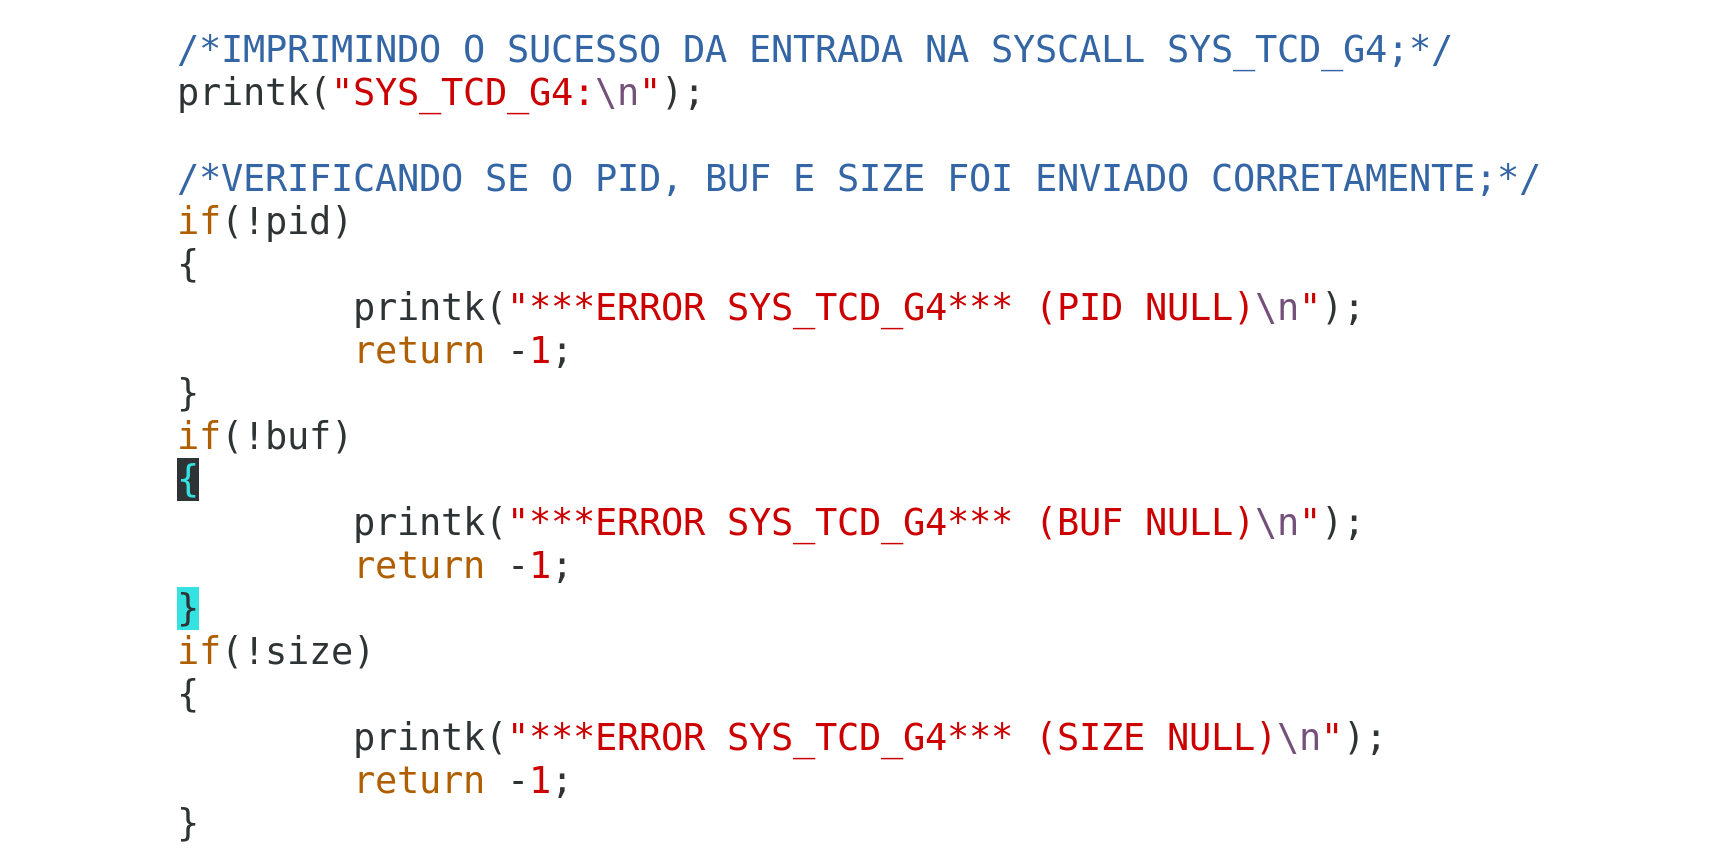 /*IMPRIMINDO O SUCESSO DA ENTRADA NA SYSCALL SYS_TCD_G4;*/
printk("SYS_TCD_G4:\n");
/*VERIFICANDO SE O PID, BUF E SIZE FOI ENVIADO CORRETAMENTE;*/
if(!pid)
{
printk("***ERROR SYS_TCD_G4*** (PID NULL)\n");
return -1;
}
if(!buf)
{
printk("***ERROR SYS_TCD_G4*** (BUF NULL)\n");
return -1;
}
if(!size)
{
printk("***ERROR SYS_TCD_G4*** (SIZE NULL)\n");
return -1;
}